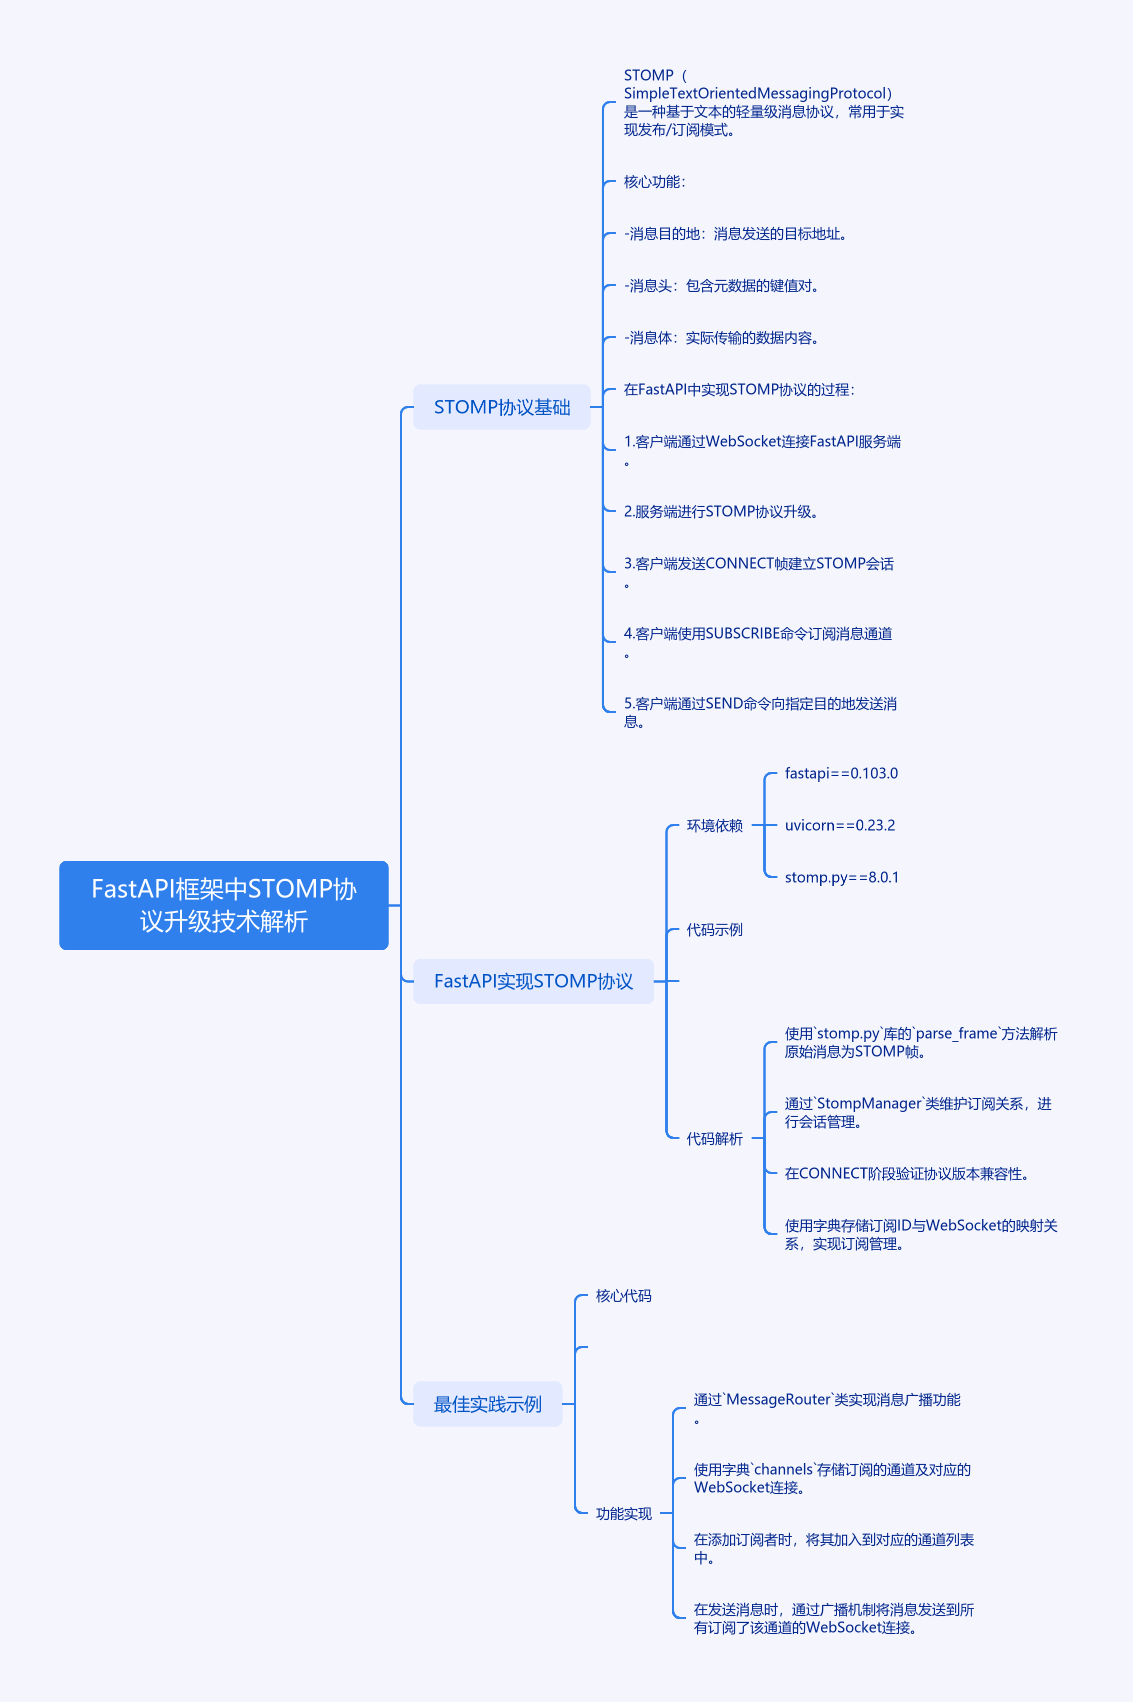 STOMP（
SimpleTextOrientedMessagingProtocol）
是一种基于文本的轻量级消息协议，常用于实
现发布/订阅模式。
核心功能：
-消息目的地：消息发送的目标地址。
-消息头：包含元数据的键值对。
-消息体：实际传输的数据内容。
在FastAPI中实现STOMP协议的过程：
STOMP协议基础
1.客户端通过WebSocket连接FastAPI服务端
。
2.服务端进行STOMP协议升级。
3.客户端发送CONNECT帧建立STOMP会话
。
4.客户端使用SUBSCRIBE命令订阅消息通道
。
5.客户端通过SEND命令向指定目的地发送消
息。
fastapi==0.103.0
环境依赖
uvicorn==0.23.2
stomp.py==8.0.1
FastAPI框架中STOMP协
议升级技术解析
代码示例
FastAPI实现STOMP协议
使用`stomp.py`库的`parse_frame`方法解析
原始消息为STOMP帧。
通过`StompManager`类维护订阅关系，进
行会话管理。
代码解析
在CONNECT阶段验证协议版本兼容性。
使用字典存储订阅ID与WebSocket的映射关
系，实现订阅管理。
核心代码
最佳实践示例
通过`MessageRouter`类实现消息广播功能
。
使用字典`channels`存储订阅的通道及对应的
WebSocket连接。
功能实现
在添加订阅者时，将其加入到对应的通道列表
中。
在发送消息时，通过广播机制将消息发送到所
有订阅了该通道的WebSocket连接。